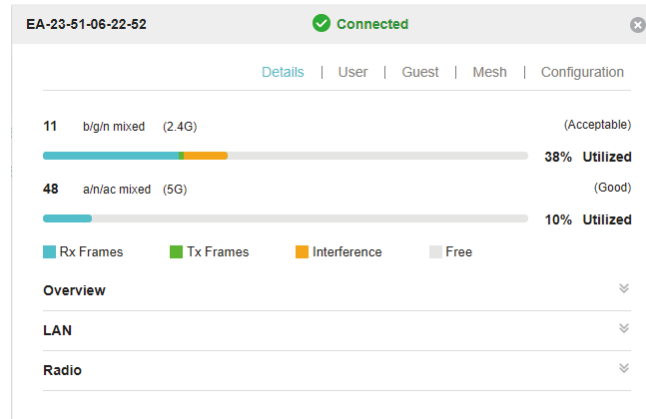 EA-23-51-06-22-52 Connected
Details | User | Guest | Mesh | Configuration
11 b/g/n mixed (2.4G) (Acceptable)
38% Utilized
48 a/n/ac mixed (5G) (Good)
10% Utilized
Rx Frames Tx Frames Interference Free
Overview
LAN
Radio